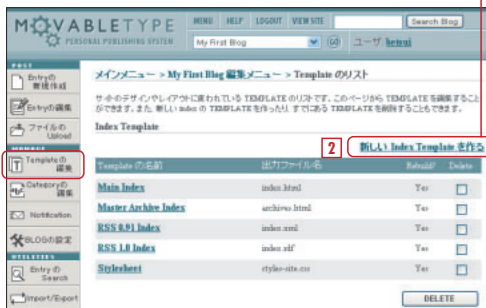 MOVABLETYPE
PERSONAL PUBLISHING SYSTEM
MENU HELP LOGOUT VIEW SITE Search Blog
My First Blog GO ユーザ: hetsui
POST
Entryの
新規作成
Entryの編集
ファイルの
Upload
MANAGE
Templateの
編集
Categoryの
編集
Notification
BLOGの設定
UTILITIES
Entry の
Search
Import/Export
メインメニュー > My First Blog 編集メニュー > Template のリスト
サイトのデザインやレイアウトに使われている TEMPLATE のリストです。このページから TEMPLATE を編集すること
ができます。また、新しい index の TEMPLATE を作ったり、すでにある TEMPLATE を削除することもできます。
Index Template
2 新しい Index Template を作る
Template の名前 出力ファイル名 Rebuild? Delete
Main Index index.html Yes
Master Archive Index archives.html Yes
RSS 0.91 Index index.xml Yes
RSS 1.0 Index index.rdf Yes
Stylesheet styles-site.css Yes
DELETE